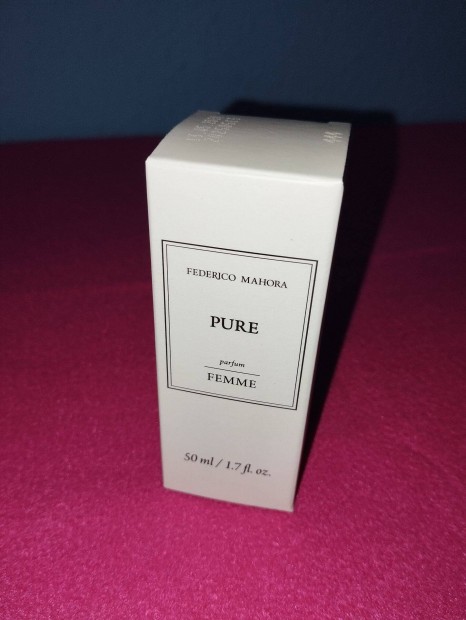 FEDERICO MAHORA
PURE
parfum
FEMME
50 ml / 1.7 fl. oz.